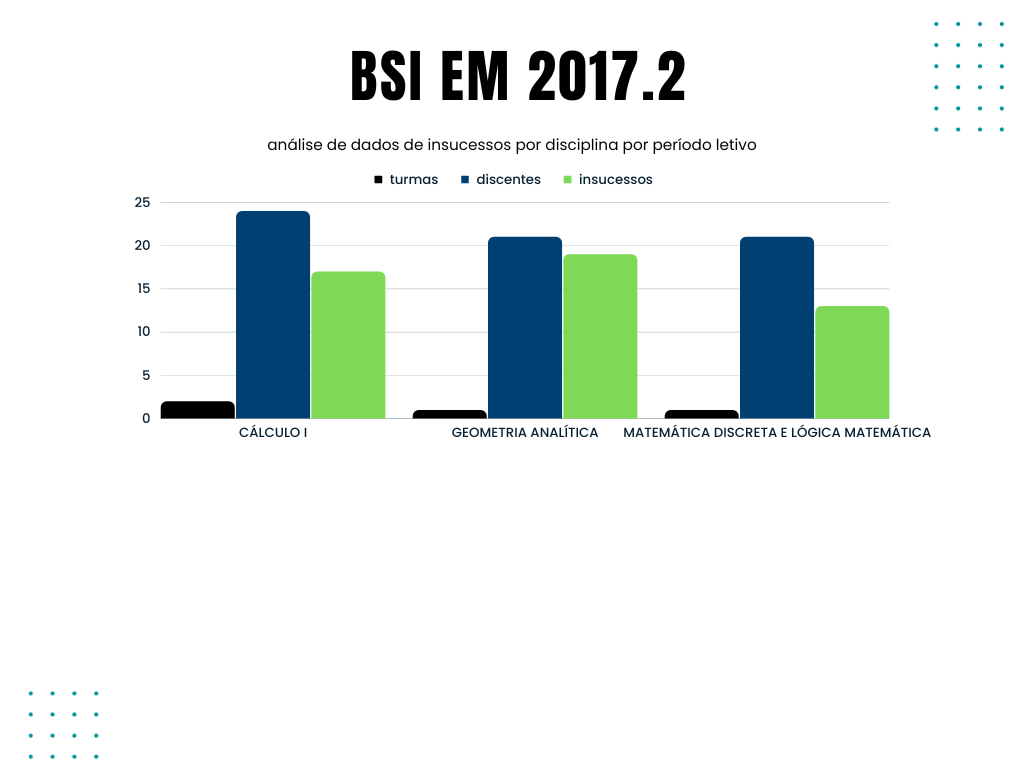 BSI EM 2017.2
análise de dados de insucessos por disciplina por período letivo
turmas discentes insucessos
25
20
15
10
5
0
CÁLCULO I GEOMETRIA ANALÍTICA MATEMÁTICA DISCRETA E LÓGICA MATEMÁTICA